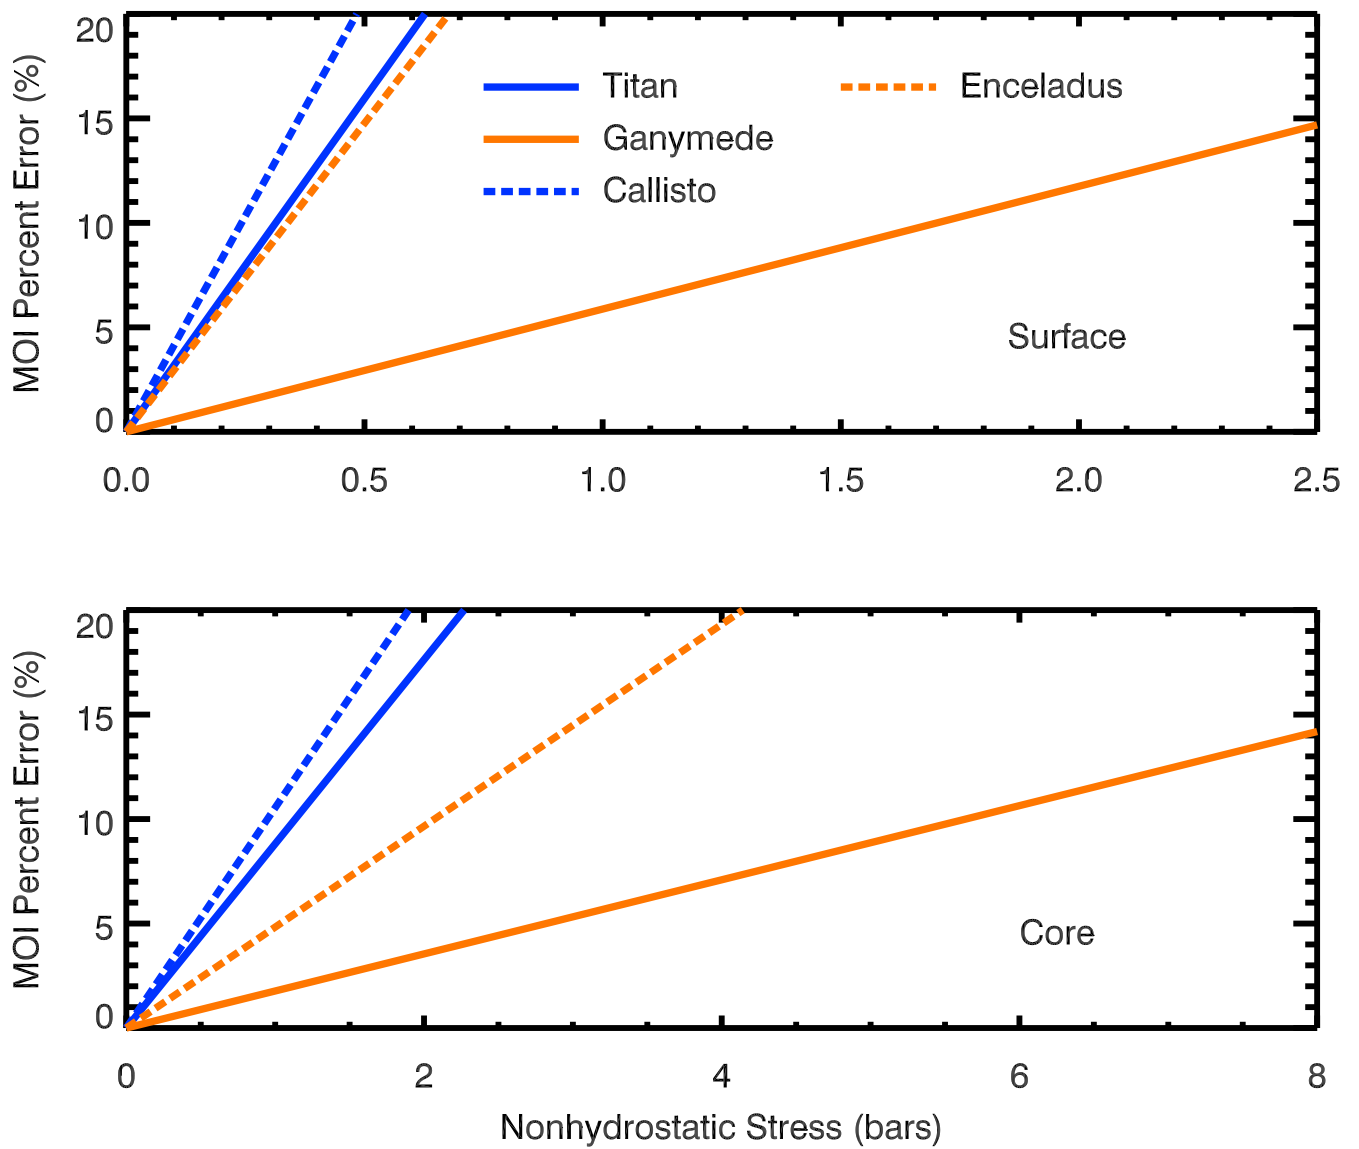 MOI Percent Error (%)
20
15
10
5
0
Titan
Enceladus
Ganymede
Callisto
Surface
0.0 0.5 1.0 1.5 2.0 2.5
MOI Percent Error (%)
20
15
10
5
0
Core
0 2 4 6 8
Nonhydrostatic Stress (bars)